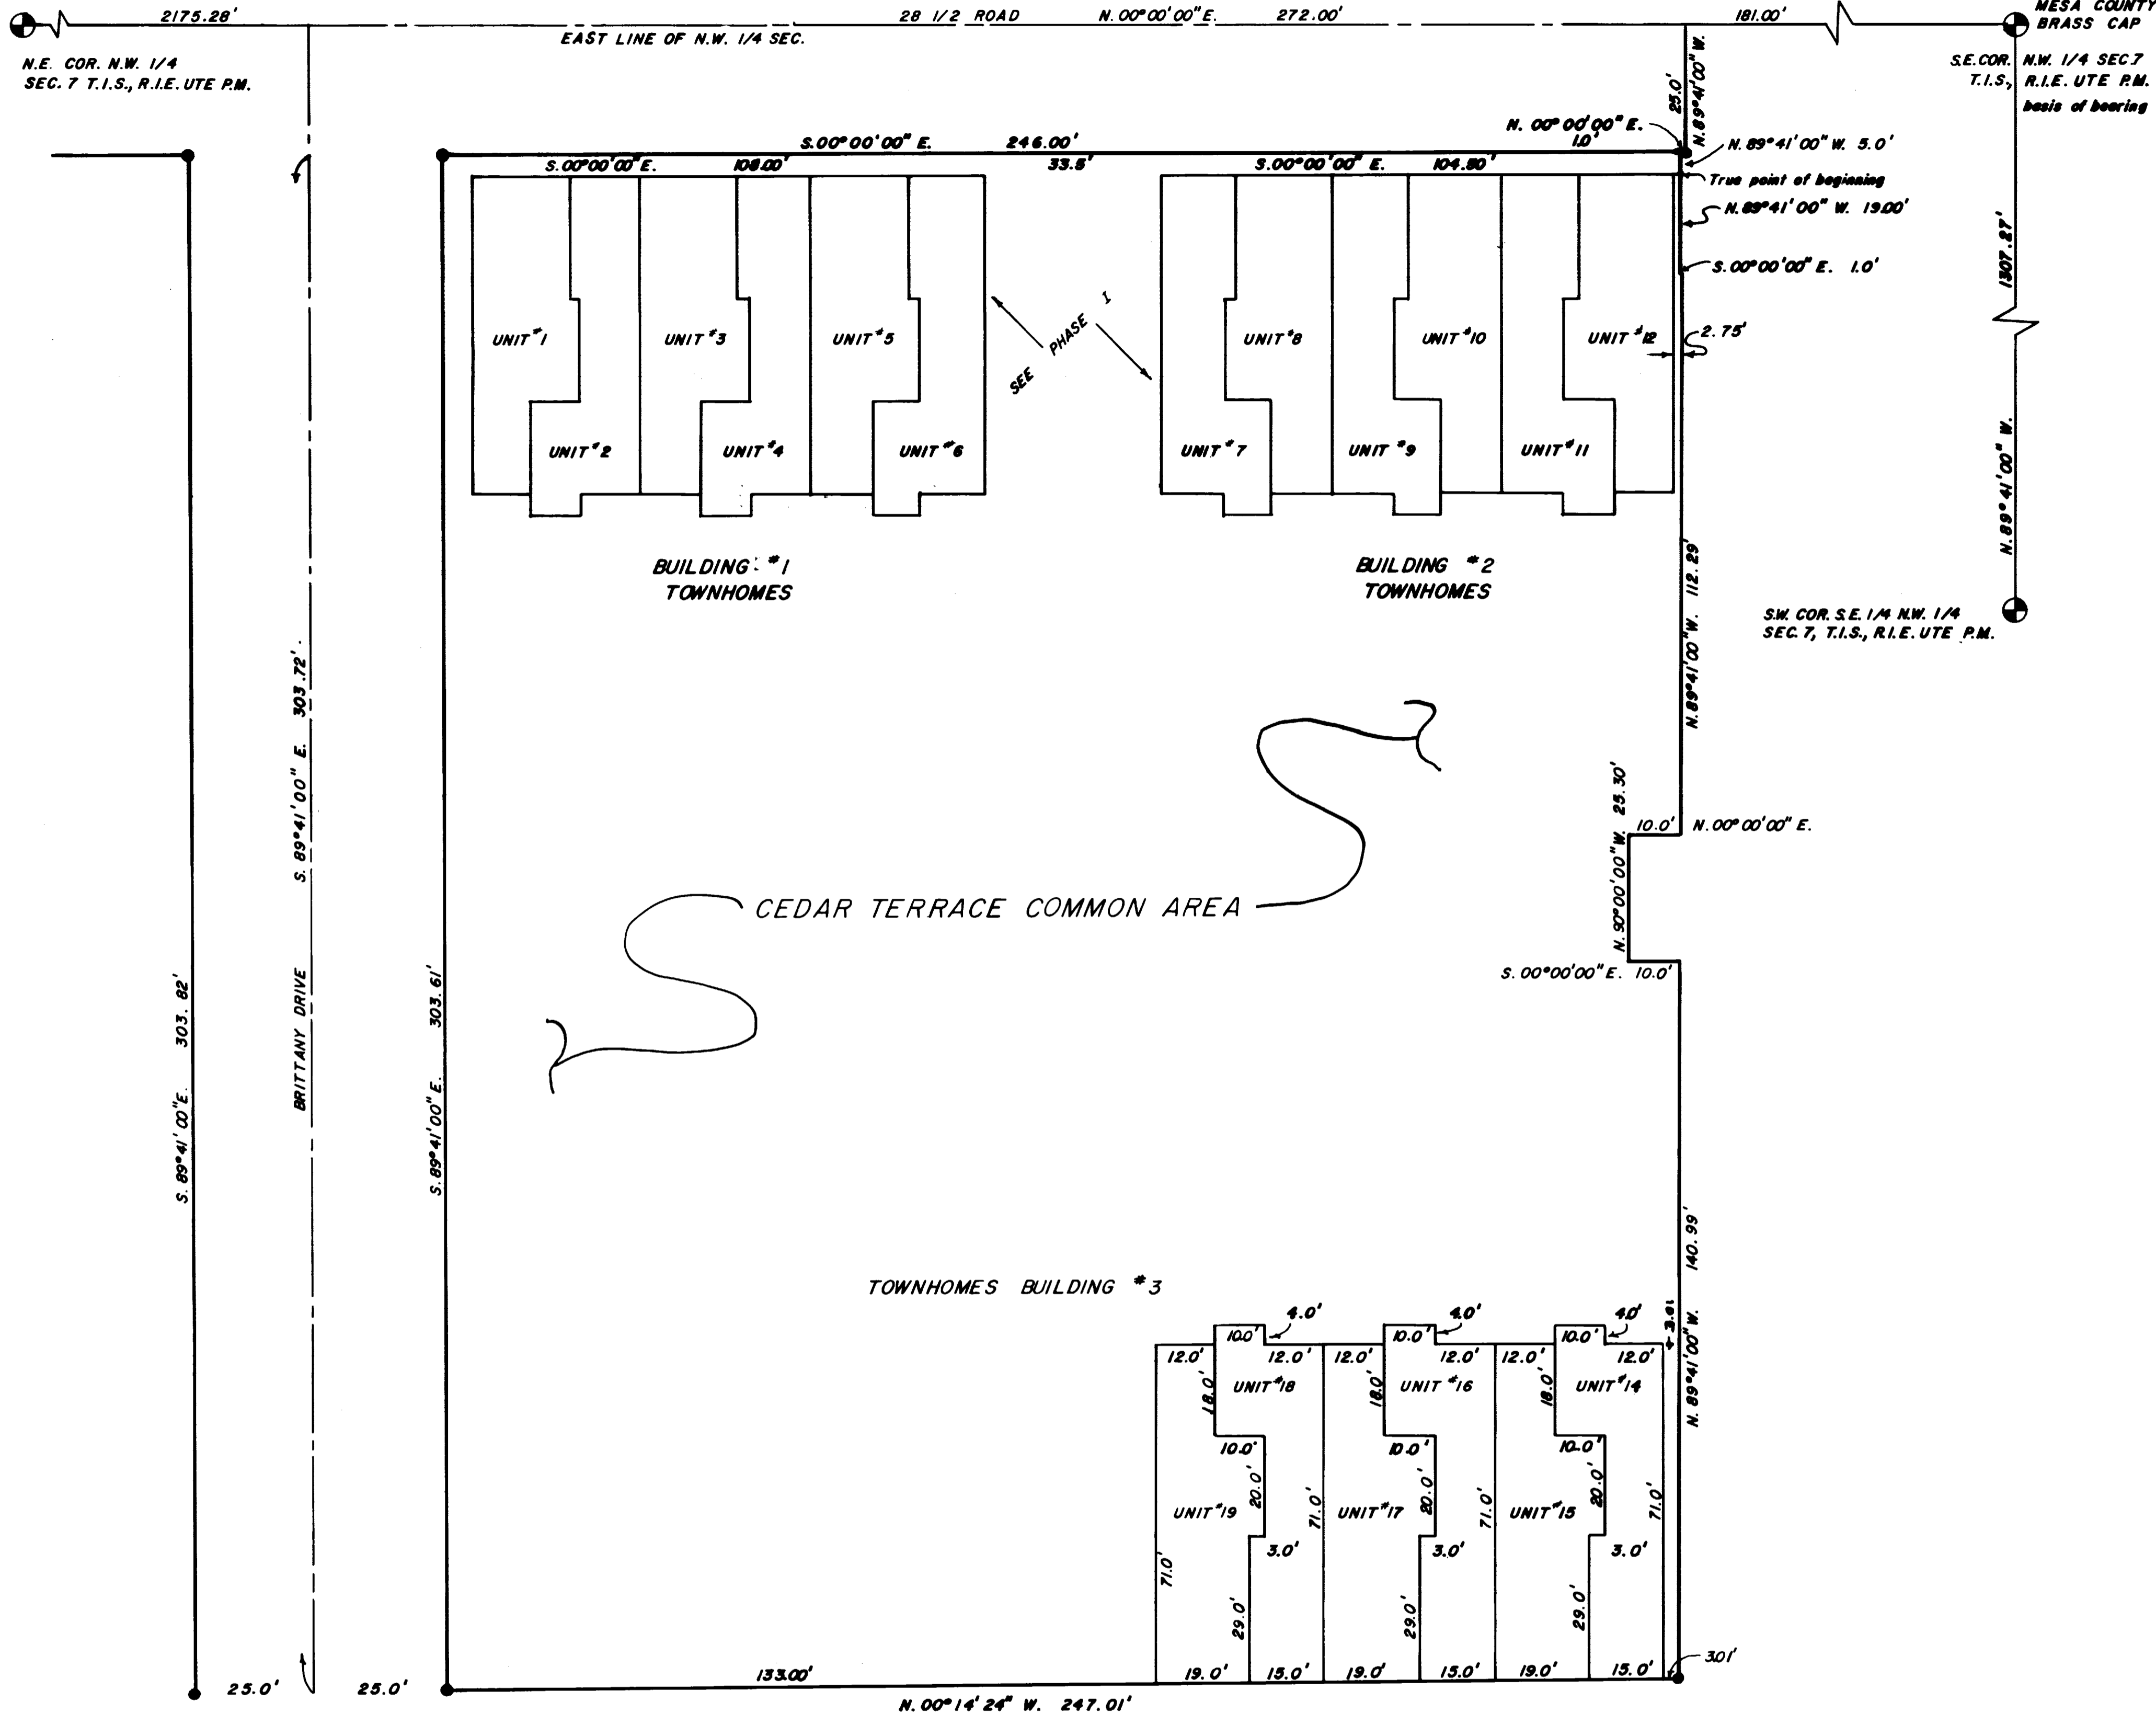 2175.28'
28 1/2 ROAD N.00°00'00"E. 272.00'
181.00'
MESA COUNTY
BRASS CAP
EAST LINE OF N.W. 1/4 SEC.
N.E. COR. N.W. 1/4
SEC. 7 T.I.S., R.I.E. UTE P.M.
S.E. COR. N.W. 1/4 SEC.7
T.I.S., R.I.E. UTE P.M.
basis of bearing
25.0'
N.89°41'00"W.
N. 00°00'00" E.
1.0'
S.00°00'00" E. 246.00'
N. 89°41'00" W. 5.0'
S.00°00'00" E. 108.00'
33.5'
S.00°00'00" E. 104.50'
True point of beginning
N.89°41'00" W. 19.00'
S.00°00'00" E. 1.0'
1307.27'
N.89°41'00" W.
UNIT #1
UNIT #3
UNIT #5
SEE PHASE I
UNIT #8
UNIT #10
UNIT #12
2.75'
UNIT #2
UNIT #4
UNIT #6
UNIT #7
UNIT #9
UNIT #11
BUILDING #1
TOWNHOMES
BUILDING #2
TOWNHOMES
N.89°41'00"W. 112.29'
S.W. COR. S.E. 1/4 N.W. 1/4
SEC. 7, T.I.S., R.I.E. UTE P.M.
S. 89°41'00" E. 303.72'
BRITTANY DRIVE
S. 89°41'00"E. 303.82'
S.89°41'00"E. 303.61'
N.90°00'00"W. 25.30'
10.0' N.00°00'00" E.
CEDAR TERRACE COMMON AREA
S. 00°00'00"E. 10.0'
N. 89°41'00"W. 140.99'
TOWNHOMES BUILDING #3
4.0'
4.0'
4.0'
10.0'
10.0'
10.0'
12.0'
12.0'
12.0'
12.0'
12.0'
12.0'
18.0'
UNIT #18
18.0'
UNIT #16
18.0'
UNIT #14
10.0'
10.0'
10.0'
UNIT #19
20.0'
71.0'
UNIT #17
20.0'
71.0'
UNIT #15
20.0'
71.0'
71.0'
3.0'
3.0'
3.0'
29.0'
29.0'
29.0'
3.01'
25.0'
25.0'
133.00'
19.0'
15.0'
19.0'
15.0'
19.0'
15.0'
N. 00°14'24" W. 247.01'